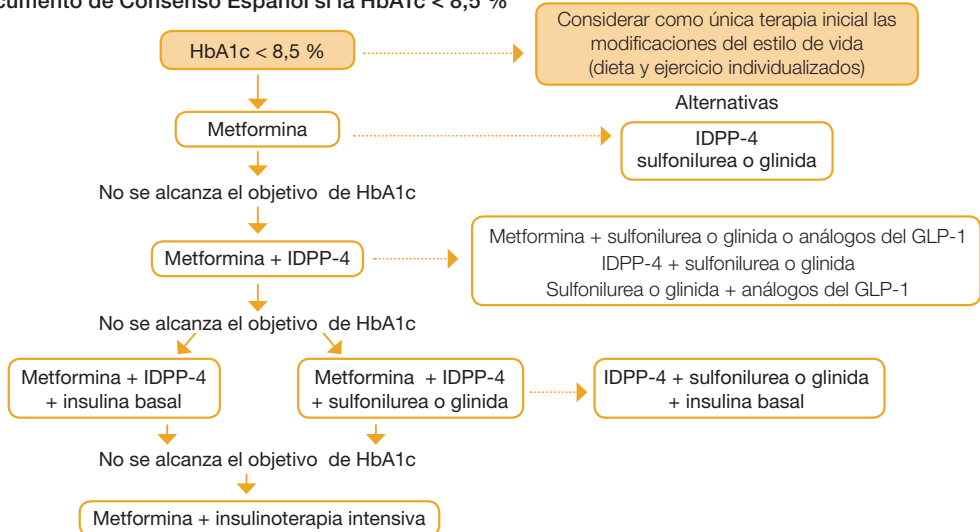 cumento de Consenso Español si la HbA1c < 8,5 %
HbA1c < 8,5 %
Considerar como única terapia inicial las
modificaciones del estilo de vida
(dieta y ejercicio individualizados)
Metformina
Alternativas
IDPP-4
sulfonilurea o glinida
No se alcanza el objetivo de HbA1c
Metformina + IDPP-4
Metformina + sulfonilurea o glinida o análogos del GLP-1
IDPP-4 + sulfonilurea o glinida
Sulfonilurea o glinida + análogos del GLP-1
No se alcanza el objetivo de HbA1c
Metformina + IDPP-4
+ insulina basal
Metformina + IDPP-4
+ sulfonilurea o glinida
IDPP-4 + sulfonilurea o glinida
+ insulina basal
No se alcanza el objetivo de HbA1c
Metformina + insulinoterapia intensiva